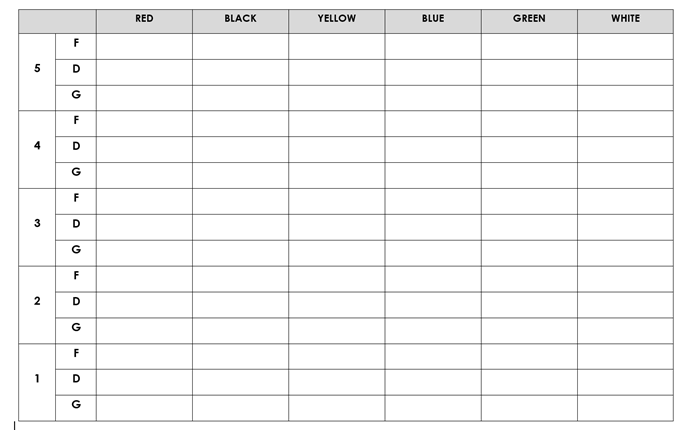 RED BLACK YELLOW BLUE GREEN WHITE
F
5 D
G
F
4 D
G
F
3 D
G
F
2 D
G
F
1 D
G